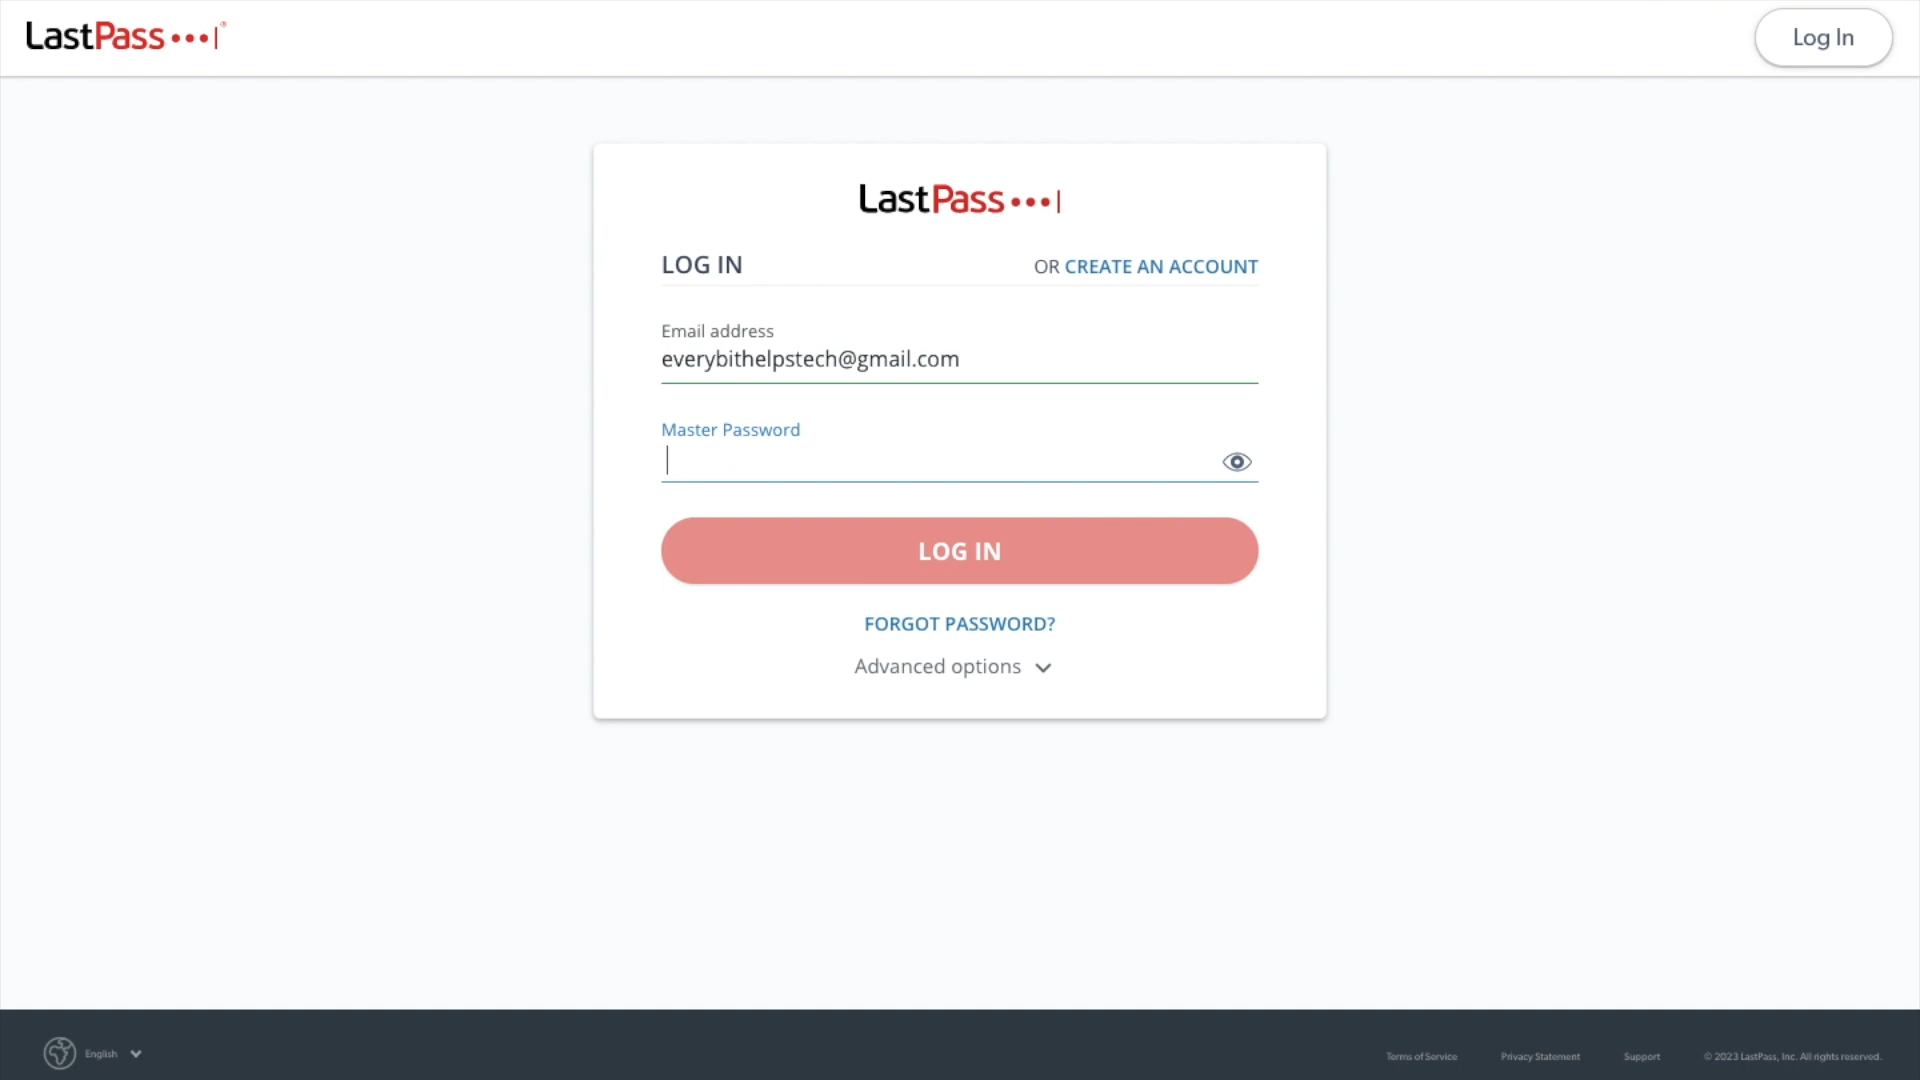 LastPass
Log In
LastPass
LOG IN
OR CREATE AN ACCOUNT
Email address
everybithelpstech@gmail.com
Master Password
LOG IN
FORGOT PASSWORD?
Advanced options
English
Terms of Service
Privacy Statement
Support
© 2023 LastPass, Inc. All rights reserved.